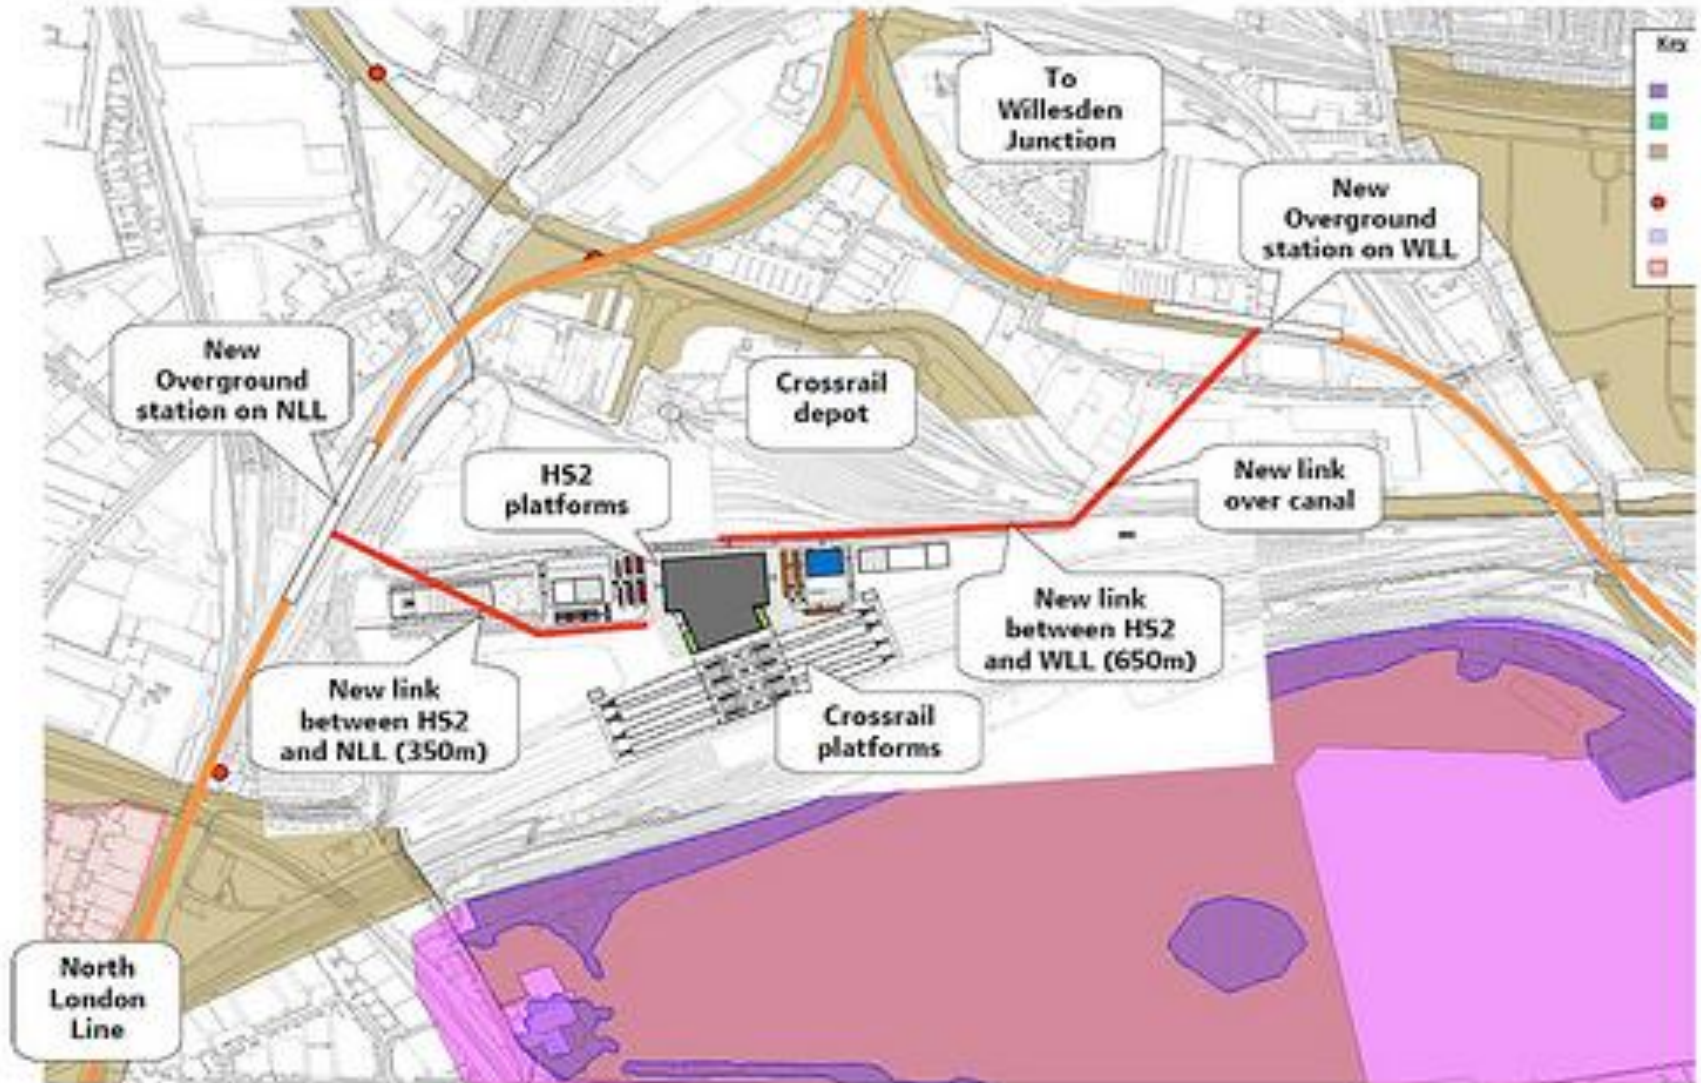 To
Willesden
Junction
Key
New
Overground
station on WLL
New
Overground
station on NLL
Crossrail
depot
HS2
platforms
New link
over canal
New link
between HS2
and WLL (650m)
New link
between HS2
and NLL (350m)
Crossrail
platforms
North
London
Line